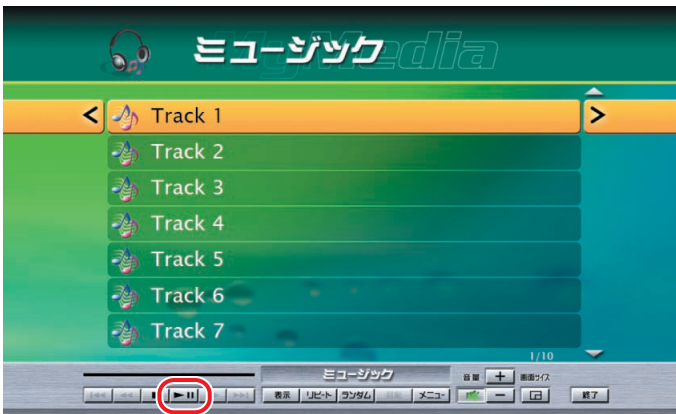 ミュージック MyMedia
Track 1
Track 2
Track 3
Track 4
Track 5
Track 6
Track 7
1/10
ミュージック
音量 + 画面サイズ
表示 リピート ランダム メニュー - 終了